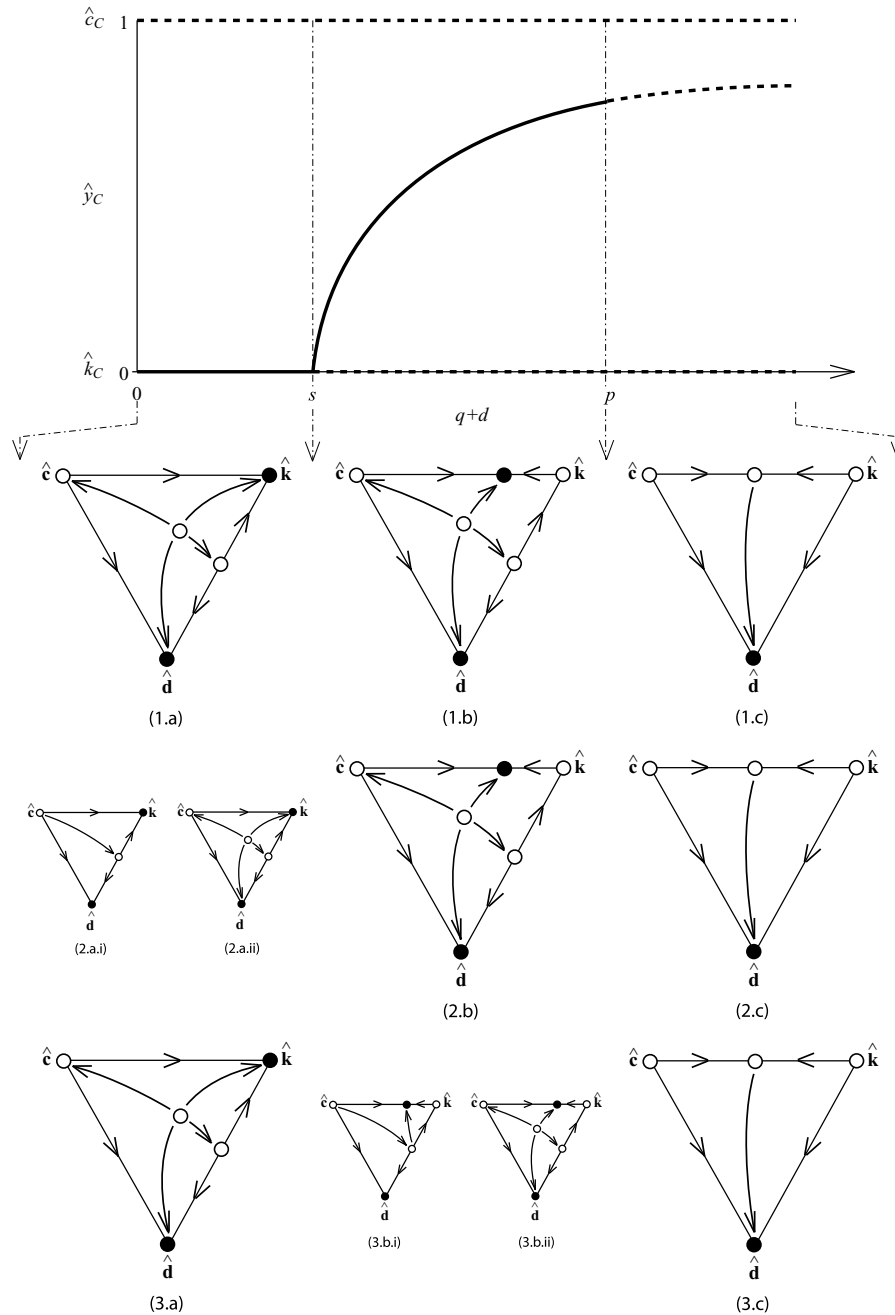 ĉ_C 1
ŷ_C
k̂_C 0
0 s p
q+d
ĉ k̂ ĉ k̂ ĉ k̂
d̂ d̂ d̂
(1.a) (1.b) (1.c)
ĉ k̂ ĉ k̂ ĉ k̂ ĉ k̂
d̂ d̂
(2.a.i) (2.a.ii)
d̂ d̂
(2.b) (2.c)
ĉ k̂ ĉ k̂ ĉ k̂ ĉ k̂
d̂ d̂
(3.b.i) (3.b.ii)
d̂ d̂
(3.a) (3.c)